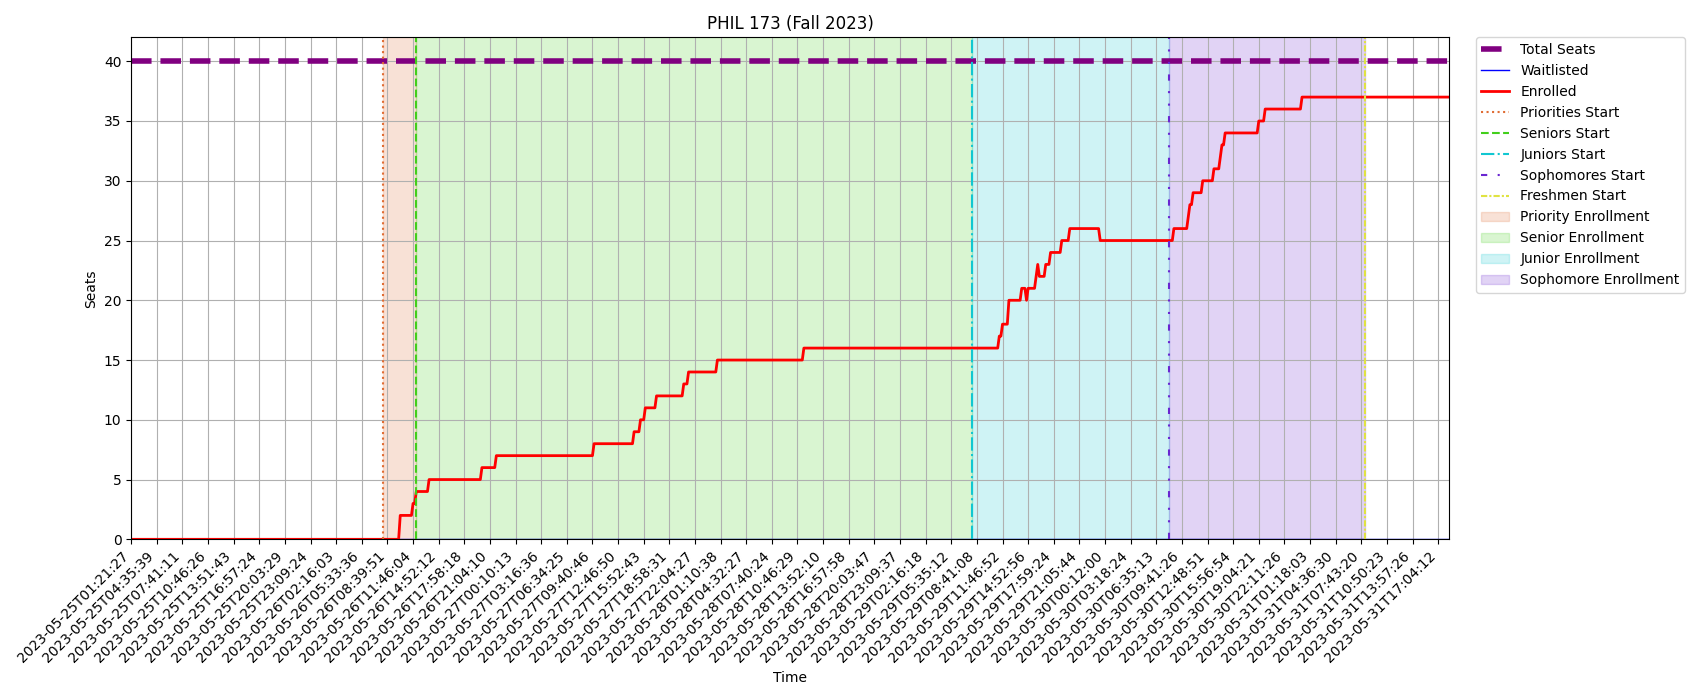 PHIL 173 (Fall 2023)
Seats
40
35
30
25
20
15
10
5
0
2023-05-25T01:21:27
2023-05-25T04:35:39
2023-05-25T07:41:11
2023-05-25T10:46:26
2023-05-25T13:51:43
2023-05-25T16:57:24
2023-05-25T20:03:29
2023-05-25T23:09:24
2023-05-26T02:16:03
2023-05-26T05:33:36
2023-05-26T08:39:51
2023-05-26T11:46:04
2023-05-26T14:52:12
2023-05-26T17:58:18
2023-05-26T21:04:10
2023-05-27T00:10:13
2023-05-27T03:16:36
2023-05-27T06:34:25
2023-05-27T09:40:46
2023-05-27T12:46:50
2023-05-27T15:52:43
2023-05-27T18:58:31
2023-05-27T22:04:27
2023-05-28T01:10:38
2023-05-28T04:32:27
2023-05-28T07:40:24
2023-05-28T10:46:29
2023-05-28T13:52:10
2023-05-28T16:57:58
2023-05-28T20:03:47
2023-05-28T23:09:37
2023-05-29T02:16:18
2023-05-29T05:35:12
2023-05-29T08:41:08
2023-05-29T11:46:52
2023-05-29T14:52:56
2023-05-29T17:59:24
2023-05-29T21:05:44
2023-05-30T00:12:00
2023-05-30T03:18:24
2023-05-30T06:35:13
2023-05-30T09:41:26
2023-05-30T12:48:51
2023-05-30T15:56:54
2023-05-30T19:04:21
2023-05-30T22:11:26
2023-05-31T01:18:03
2023-05-31T04:36:30
2023-05-31T07:43:20
2023-05-31T10:50:23
2023-05-31T13:57:26
2023-05-31T17:04:12
Time
Total Seats
Waitlisted
Enrolled
Priorities Start
Seniors Start
Juniors Start
Sophomores Start
Freshmen Start
Priority Enrollment
Senior Enrollment
Junior Enrollment
Sophomore Enrollment